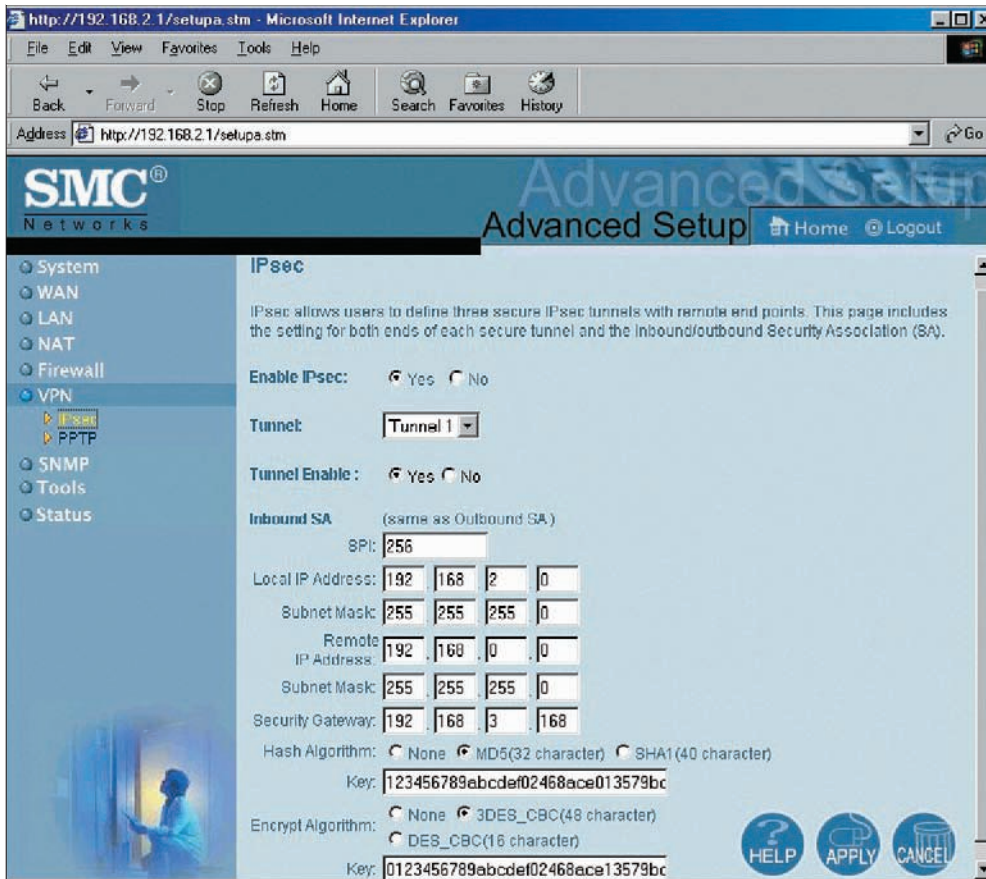 http://192.168.2.1/setupa.stm - Microsoft Internet Explorer
File Edit View Favorites Tools Help
Back Forward Stop Refresh Home Search Favorites History
Address http://192.168.2.1/setupa.stm Go
SMC®
Networks
Advanced Setup
Advanced Setup
Home Logout
System
WAN
LAN
NAT
Firewall
VPN
IPsec
PPTP
SNMP
Tools
Status
IPsec
IPsec allows users to define three secure IPsec tunnels with remote end points. This page includes
the setting for both ends of each secure tunnel and the Inbound/outbound Security Association (SA).
Enable IPsec: Yes No
Tunnel: Tunnel 1
Tunnel Enable : Yes No
Inbound SA (same as Outbound SA)
SPI: 256
Local IP Address: 192 . 168 . 2 . 0
Subnet Mask: 255 . 255 . 255 . 0
Remote
IP Address: 192 . 168 . 0 . 0
Subnet Mask: 255 . 255 . 255 . 0
Security Gateway: 192 . 168 . 3 . 168
Hash Algorithm: None MD5(32 character) SHA1(40 character)
Key: 123456789abcdef02468ace013579bc
Encrypt Algorithm: None 3DES_CBC(48 character)
DES_CBC(16 character)
Key: 0123456789abcdef02468ace013579bc
HELP APPLY CANCEL